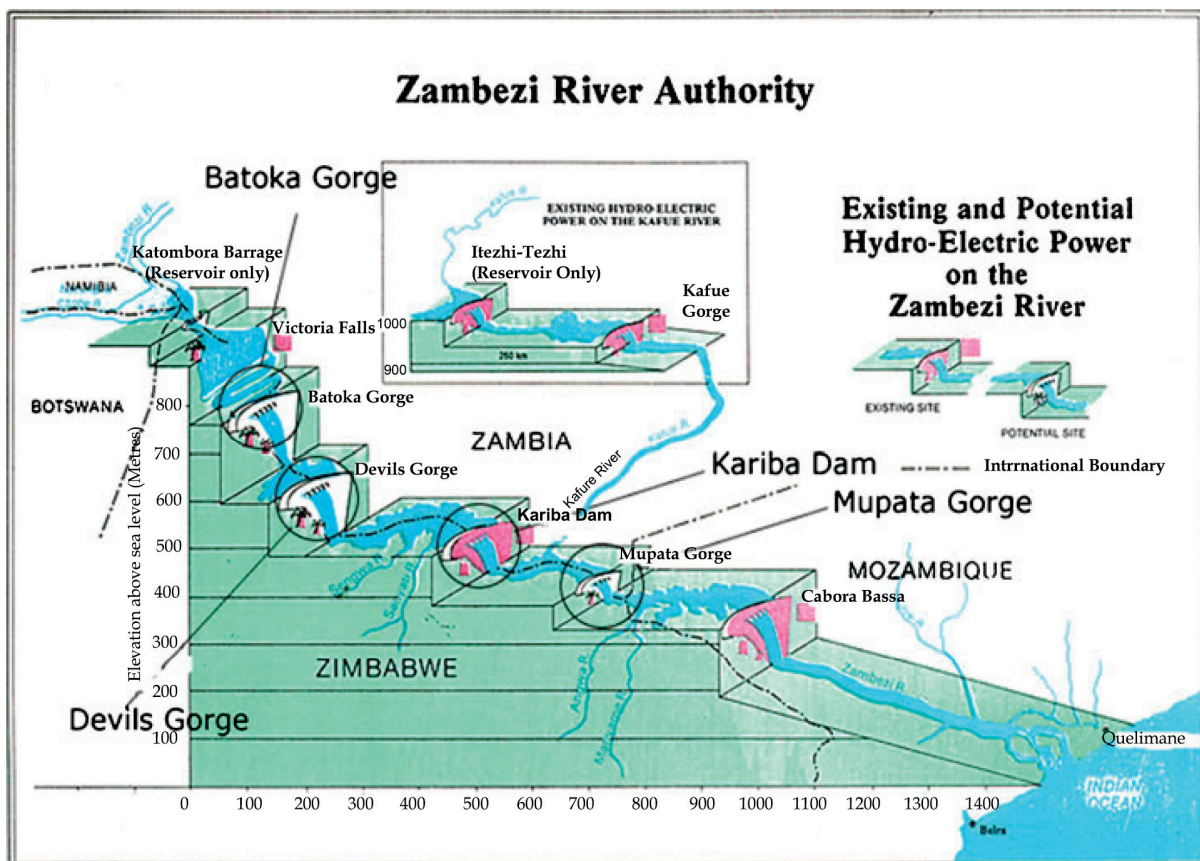 Zambezi River Authority
Batoka Gorge
EXISTING HYDRO-ELECTRIC
POWER ON THE KAFUE RIVER
Kafue R.
Existing and Potential
Hydro-Electric Power
on the
Zambezi River
Zambezi R.
Katombora Barrage
(Reservoir only)
Itezhi-Tezhi
(Reservoir Only)
Kafue
Gorge
NAMIBIA
1000
Victoria Falls
250 km
900
BOTSWANA
EXISTING SITE
POTENTIAL SITE
Batoka Gorge
ZAMBIA
Kafue R.
Kafure River
Kariba Dam
Intrrnational Boundary
Devils Gorge
Mupata Gorge
Kariba Dam
Mupata Gorge
MOZAMBIQUE
Cabora Bassa
ZIMBABWE
Zambezi R.
Devils Gorge
Quelimane
INDIAN
OCEAN
Beira
Elevation above sea level (Metres)
800
700
600
500
400
300
200
100
0 100 200 300 400 500 600 700 800 900 1000 1100 1200 1300 1400